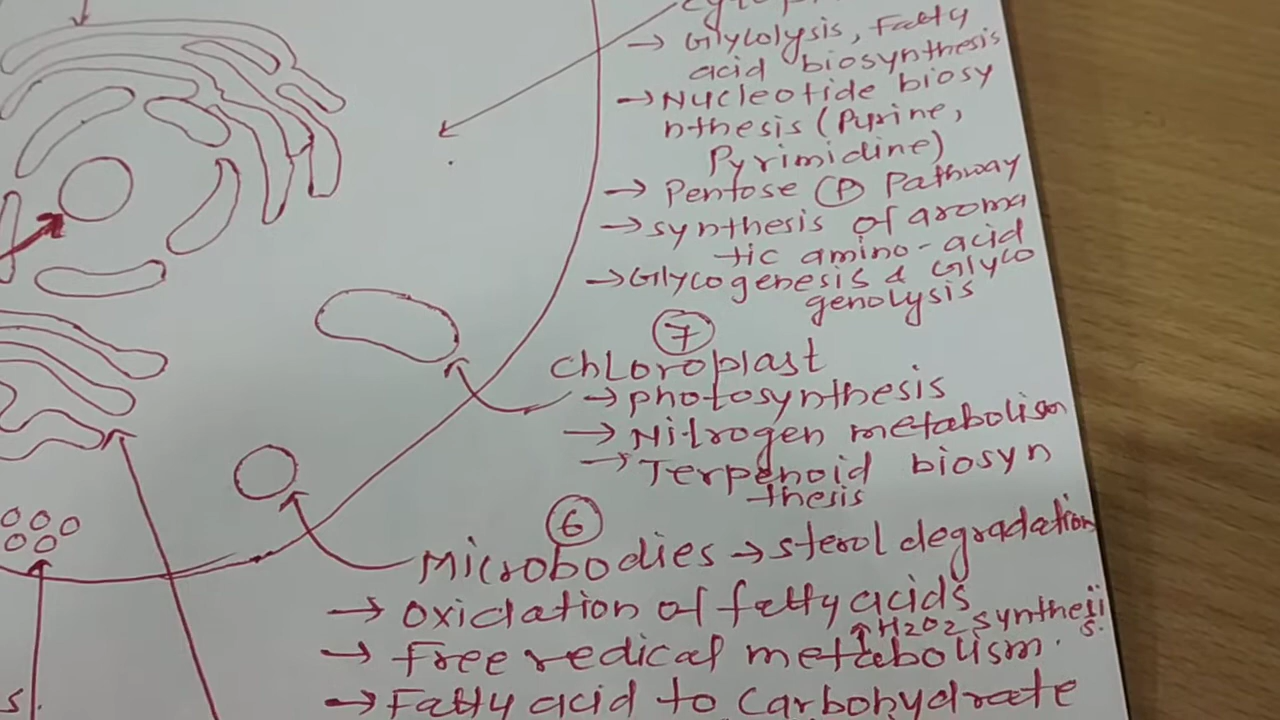 → Glycolysis, Fatty
acid biosynthesis
→ Nucleotide biosy
nthesis (Pyrine,
Pyrimidine)
→ Pentose Ⓟ Pathway
→ synthesis of aroma
tic amino-acid
→ Glycogenesis & Glyco
genolysis
⑦
Chloroplast
→ photosynthesis
→ Nitrogen metabolism
→ Terpenoid biosyn
thesis
⑥
Microbodies → sterol degradation
→ oxidation of fatty acids
↑ H2O2 synthesi
s.
→ free redical metabolism.
→ Fatty acid to carbohydrate
s